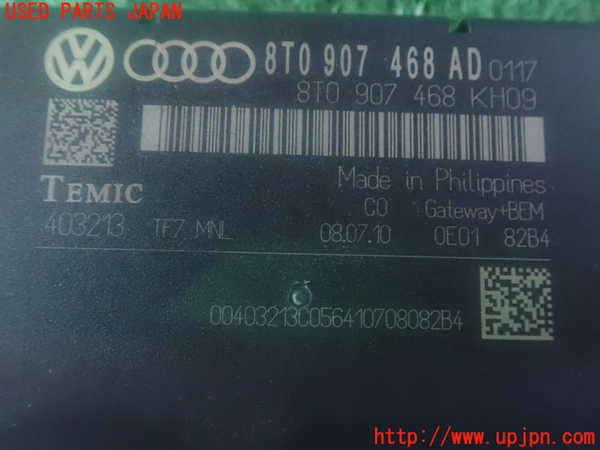 USED PARTS JAPAN
8T0 907 468 AD 0117
8T0 907 468 KH09
TEMIC
Made in Philippines
C0 Gateway+BEM
403213 TF7 MNL 08.07.10 0E01 82B4
00403213C0056410708082B4
http://www.upjpn.com/